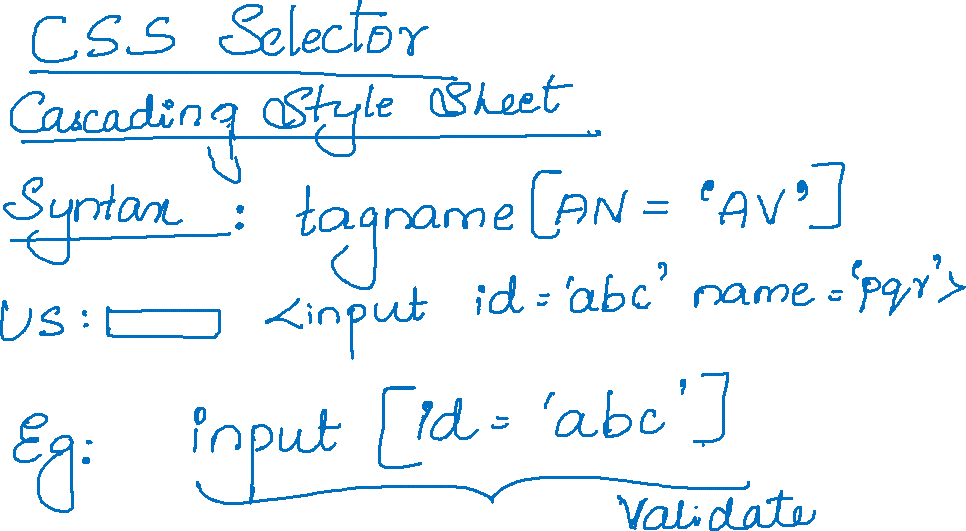 CSS Selector
Cascading Style Sheet
Syntax : tagname [AN = 'AV']
US : <input id = 'abc' name = 'pqr'>
Eg: input [id = 'abc']
Validate